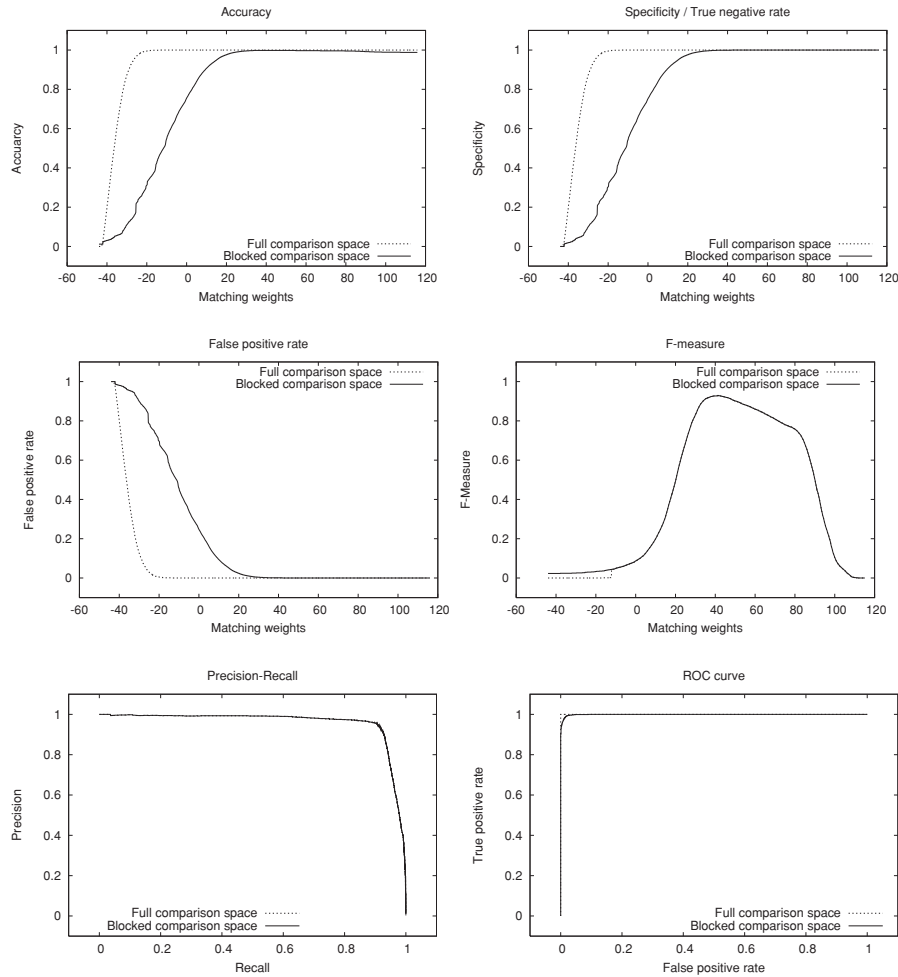 Accuracy
Accuarcy
1
0.8
0.6
0.4
0.2
0
Full comparison space
Blocked comparison space
-60 -40 -20 0 20 40 60 80 100 120
Matching weights
Specificity / True negative rate
Specificity
1
0.8
0.6
0.4
0.2
0
Full comparison space
Blocked comparison space
-60 -40 -20 0 20 40 60 80 100 120
Matching weights
False positive rate
False positive rate
Full comparison space
Blocked comparison space
1
0.8
0.6
0.4
0.2
0
-60 -40 -20 0 20 40 60 80 100 120
Matching weights
F-measure
F-Measure
Full comparison space
Blocked comparison space
1
0.8
0.6
0.4
0.2
0
-60 -40 -20 0 20 40 60 80 100 120
Matching weights
Precision-Recall
Precision
1
0.8
0.6
0.4
0.2
0
Full comparison space
Blocked comparison space
0 0.2 0.4 0.6 0.8 1
Recall
ROC curve
True positive rate
1
0.8
0.6
0.4
0.2
0
Full comparison space
Blocked comparison space
0 0.2 0.4 0.6 0.8 1
False positive rate